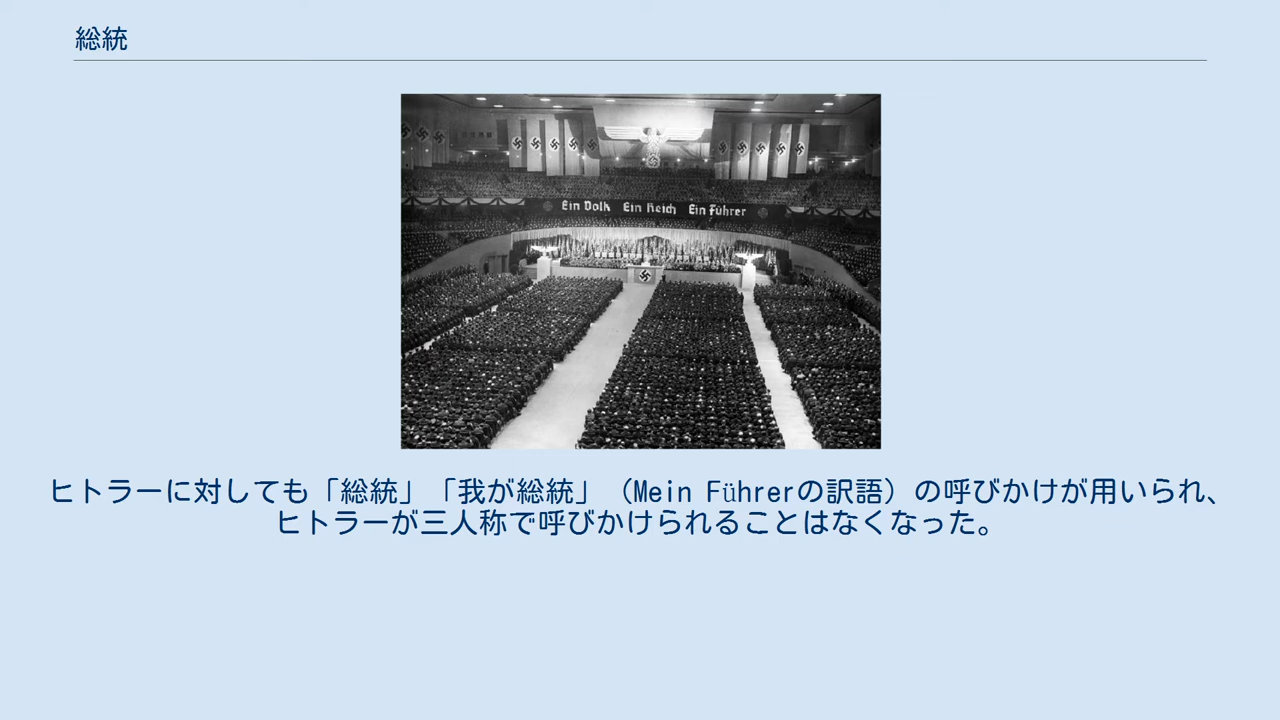 総統
Ein Volk Ein Reich Ein Führer
ヒトラーに対しても「総統」「我が総統」（Mein Führerの訳語）の呼びかけが用いられ、
ヒトラーが三人称で呼びかけられることはなくなった。